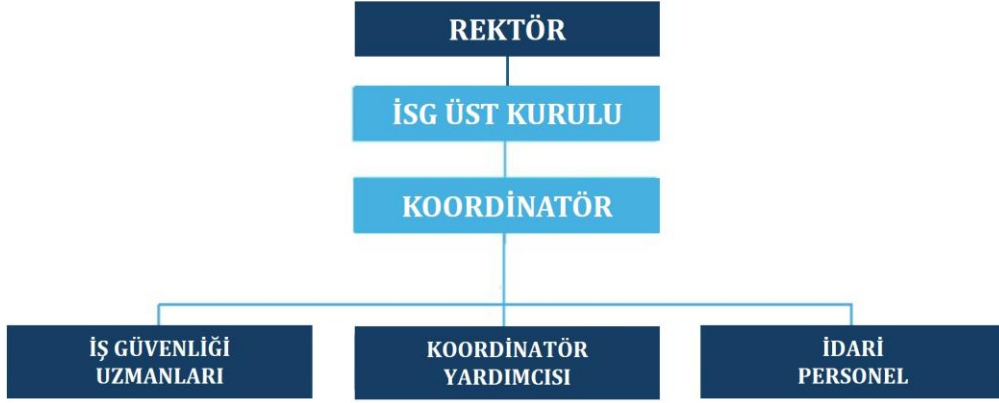 REKTÖR
İSG ÜST KURULU
KOORDİNATÖR
İŞ GÜVENLİĞİ
UZMANLARI
KOORDİNATÖR
YARDIMCISI
İDARİ
PERSONEL